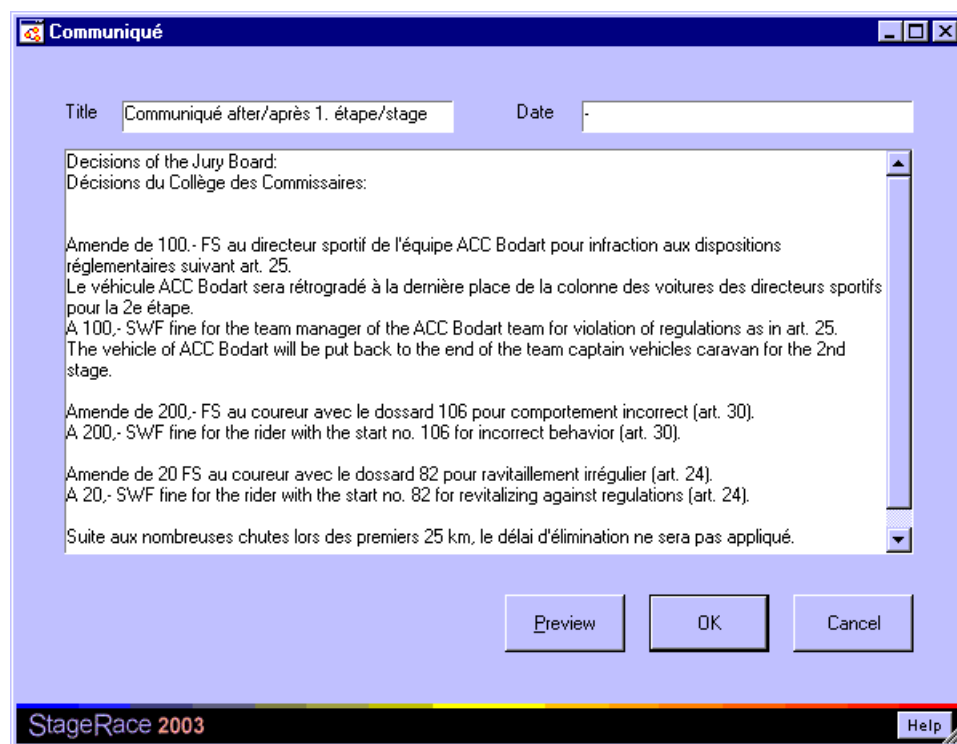 Communiqué
Title Communiqué after/après 1. étape/stage Date -
Decisions of the Jury Board:
Décisions du Collège des Commissaires:
Amende de 100.- FS au directeur sportif de l'équipe ACC Bodart pour infraction aux dispositions
réglementaires suivant art. 25.
Le véhicule ACC Bodart sera rétrogradé à la dernière place de la colonne des voitures des directeurs sportifs
pour la 2e étape.
A 100,- SWF fine for the team manager of the ACC Bodart team for violation of regulations as in art. 25.
The vehicle of ACC Bodart will be put back to the end of the team captain vehicles caravan for the 2nd
stage.
Amende de 200,- FS au coureur avec le dossard 106 pour comportement incorrect (art. 30).
A 200,- SWF fine for the rider with the start no. 106 for incorrect behavior (art. 30).
Amende de 20 FS au coureur avec le dossard 82 pour ravitaillement irrégulier (art. 24).
A 20,- SWF fine for the rider with the start no. 82 for revitalizing against regulations (art. 24).
Suite aux nombreuses chutes lors des premiers 25 km, le délai d'élimination ne sera pas appliqué.
Preview OK Cancel
StageRace 2003 Help